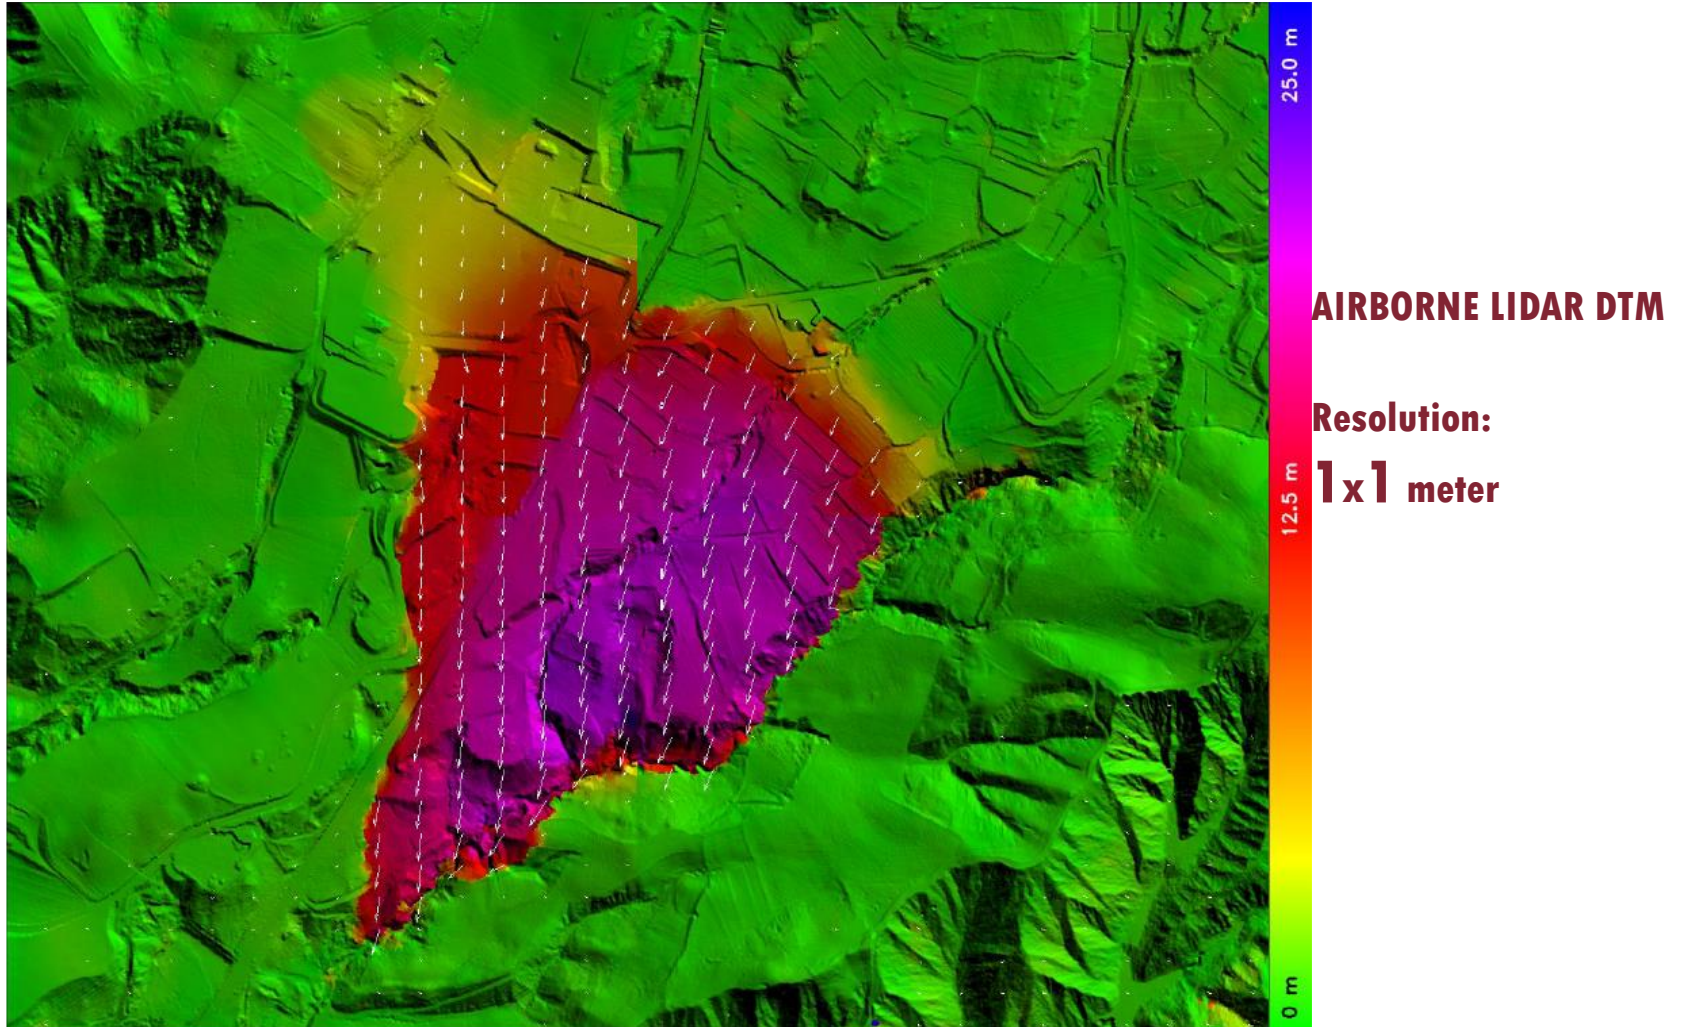 25.0 m
12.5 m
0 m
AIRBORNE LIDAR DTM
Resolution:
1x1 meter